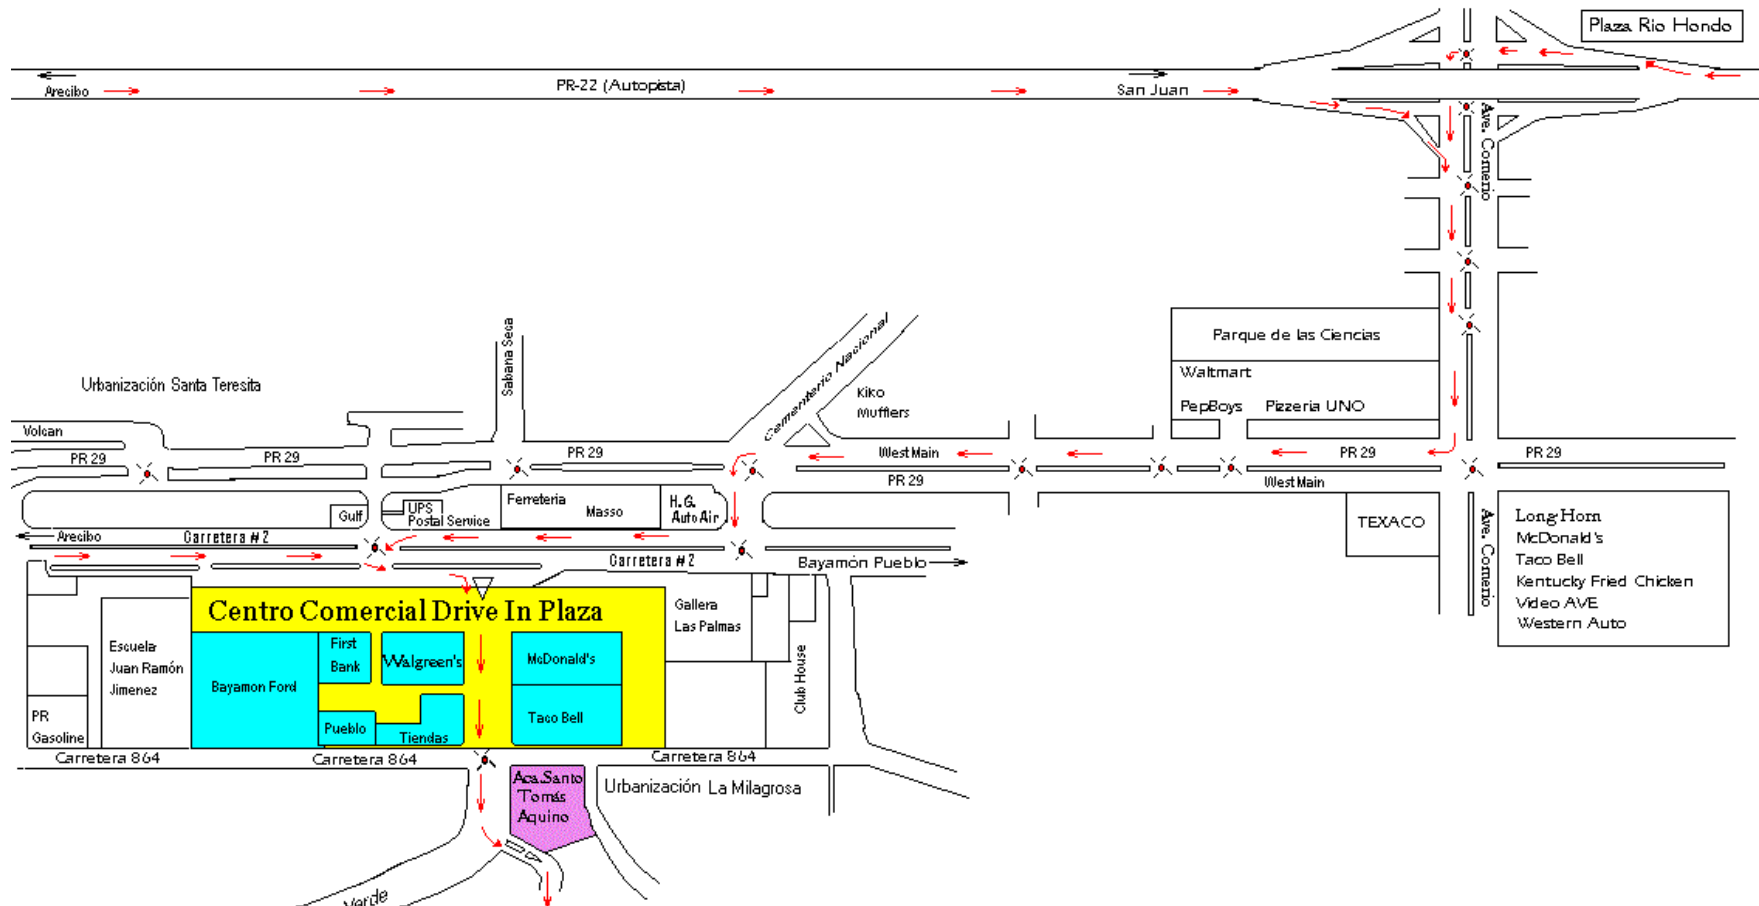 Plaza Rio Hondo
PR-22 (Autopista)
Arecibo
San Juan
Ave. Comerio
Parque de las Ciencias
Waltmart
PepBoys
Pizzeria UNO
Cementerio Nacional
Kiko
Mufflers
Sabana Seca
Urbanización Santa Teresita
Volcan
PR 29
PR 29
PR 29
West Main
PR 29
PR 29
PR 29
West Main
Ferreteria
Masso
H.G.
Auto Air
UPS
Postal Service
Gulf
TEXACO
Ave. Comerio
Long Horn
McDonald's
Taco Bell
Kentucky Fried Chicken
Video AVE
Western Auto
Arecibo
Carretera #2
Carretera #2
Bayamón Pueblo
Centro Comercial Drive In Plaza
Gallera
Las Palmas
Escuela
Juan Ramón
Jimenez
First
Bank
Walgreen's
McDonald's
Bayamon Ford
Club House
PR
Gasoline
Pueblo
Tiendas
Taco Bell
Carretera 864
Carretera 864
Carretera 864
Aca.Santo
Tomás
Aquino
Urbanización La Milagrosa
Verde